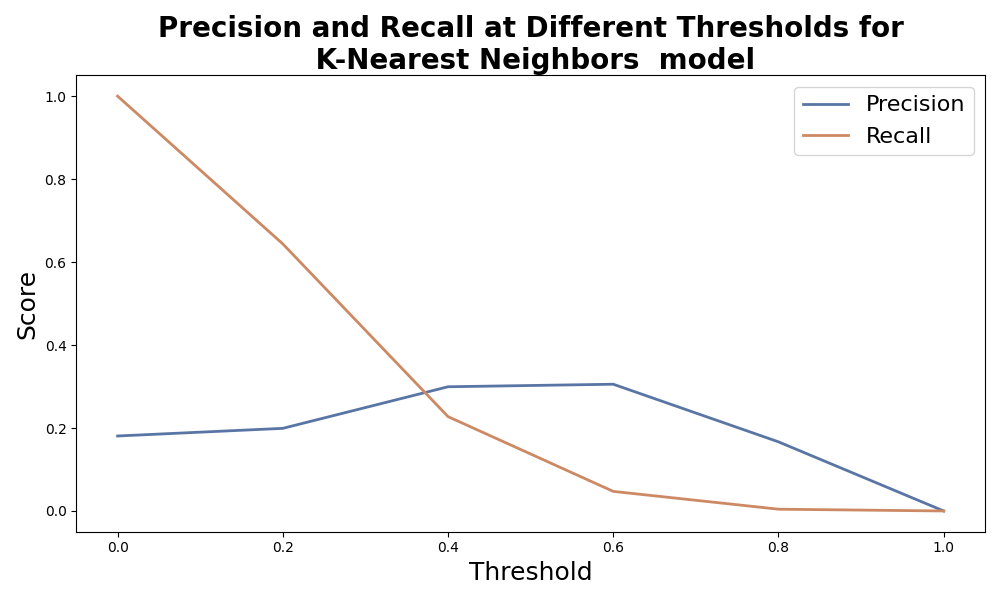 Precision and Recall at Different Thresholds for
K-Nearest Neighbors  model
Precision
Recall
Score
1.0
0.8
0.6
0.4
0.2
0.0
0.0 0.2 0.4 0.6 0.8 1.0
Threshold